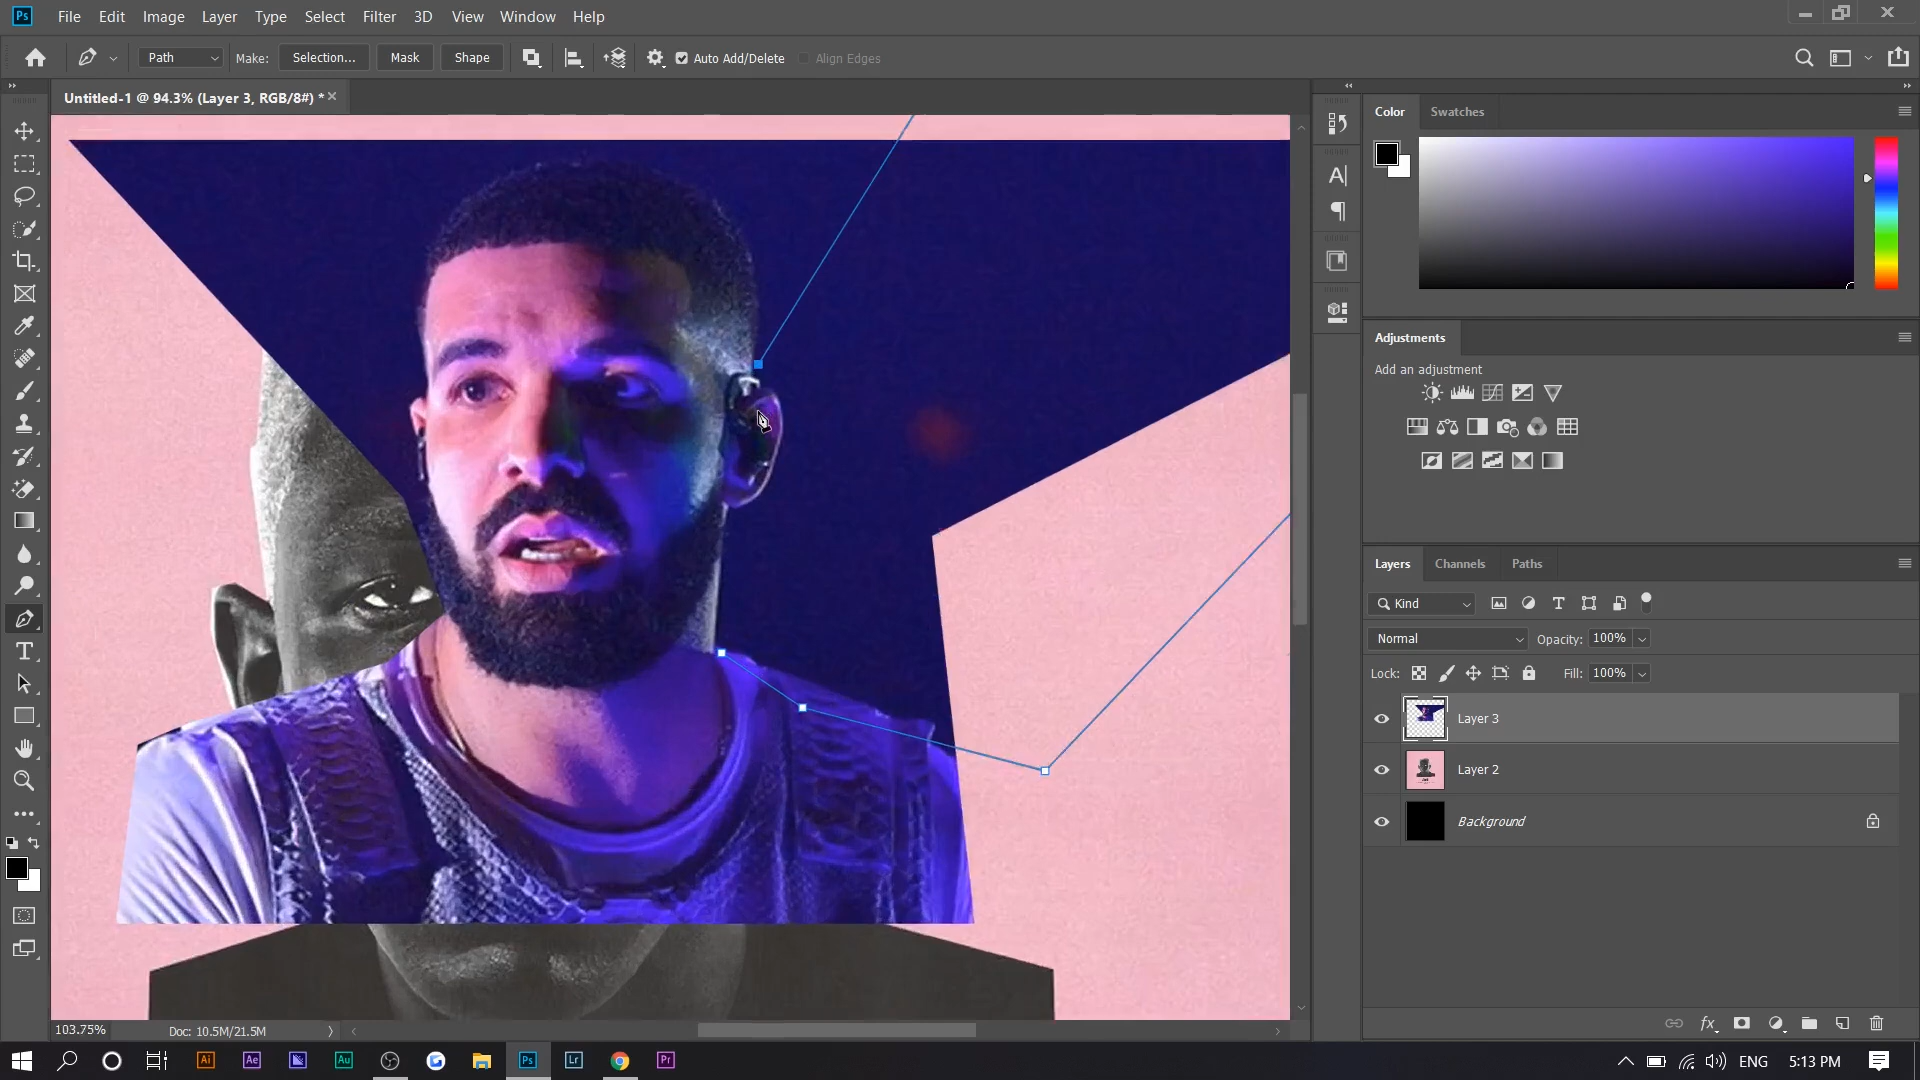 Ps File Edit Image Layer Type Select Filter 3D View Window Help
Path Make: Selection... Mask Shape Auto Add/Delete Align Edges
Untitled-1 @ 94.3% (Layer 3, RGB/8#) *
Color Swatches
Adjustments
Add an adjustment
Layers Channels Paths
Kind
Normal Opacity: 100%
Lock: Fill: 100%
Layer 3
Layer 2
Background
103.75% Doc: 10.5M/21.5M
fx
Ai Ae Au Ps Lr Pr ENG 5:13 PM